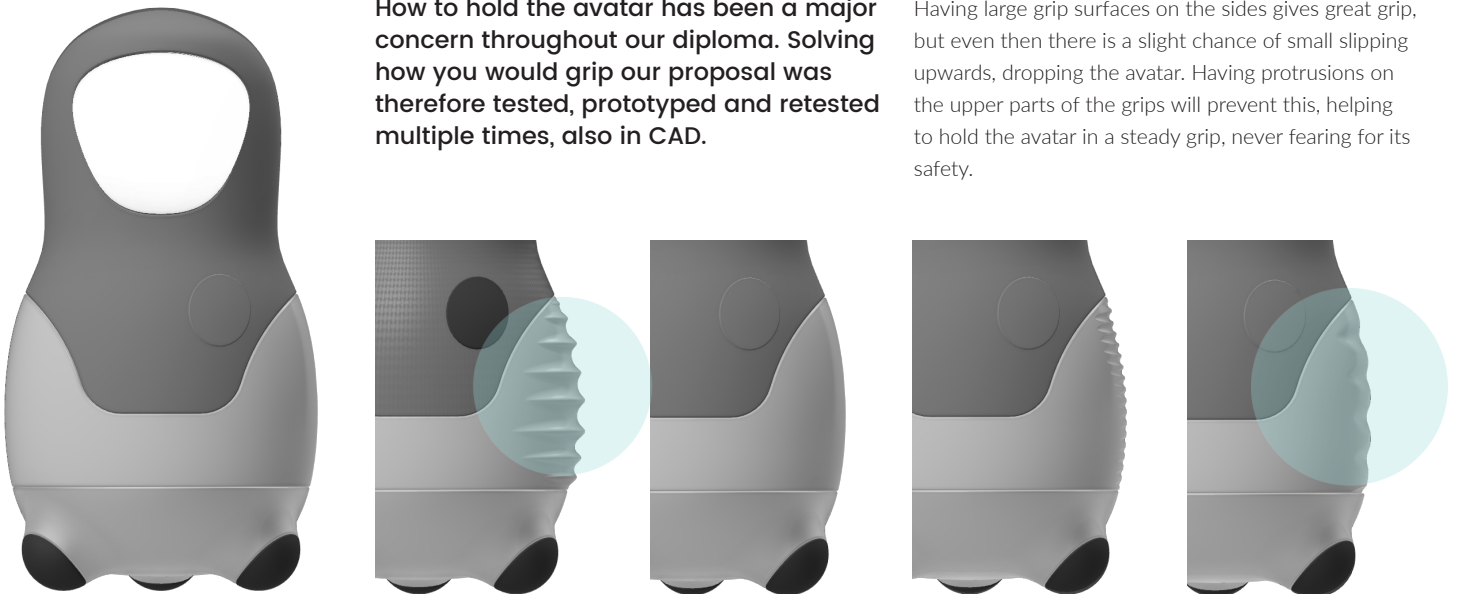 How to hold the avatar has been a major
concern throughout our diploma. Solving
how you would grip our proposal was
therefore tested, prototyped and retested
multiple times, also in CAD.
Having large grip surfaces on the sides gives great grip,
but even then there is a slight chance of small slipping
upwards, dropping the avatar. Having protrusions on
the upper parts of the grips will prevent this, helping
to hold the avatar in a steady grip, never fearing for its
safety.